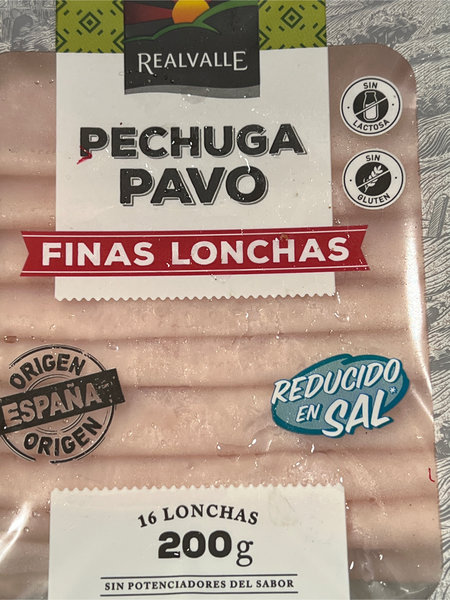 REALVALLE
SIN
LACTOSA
PECHUGA
PAVO
SIN
GLUTEN
FINAS LONCHAS
ORIGEN
ESPAÑA
ORIGEN
REDUCIDO
EN
SAL*
16 LONCHAS
200g
SIN POTENCIADORES DEL SABOR